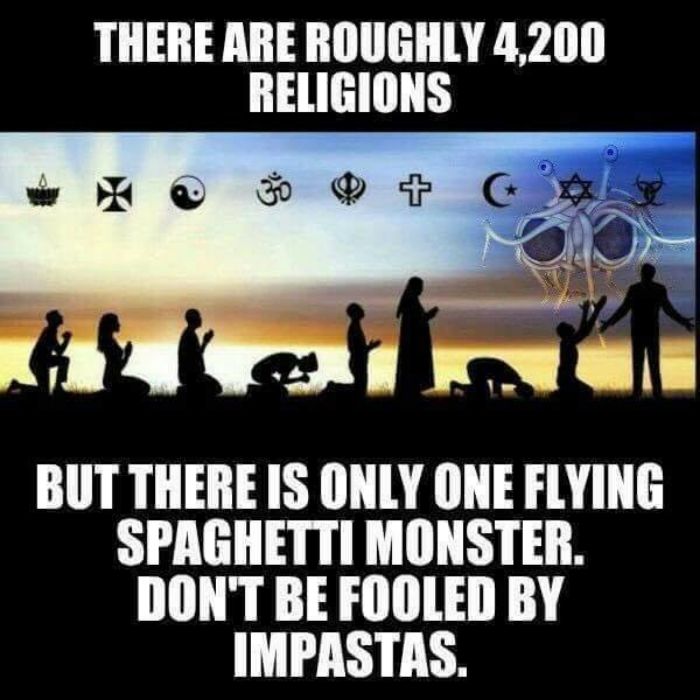 THERE ARE ROUGHLY 4,200
RELIGIONS
BUT THERE IS ONLY ONE FLYING
SPAGHETTI MONSTER.
DON'T BE FOOLED BY
IMPASTAS.